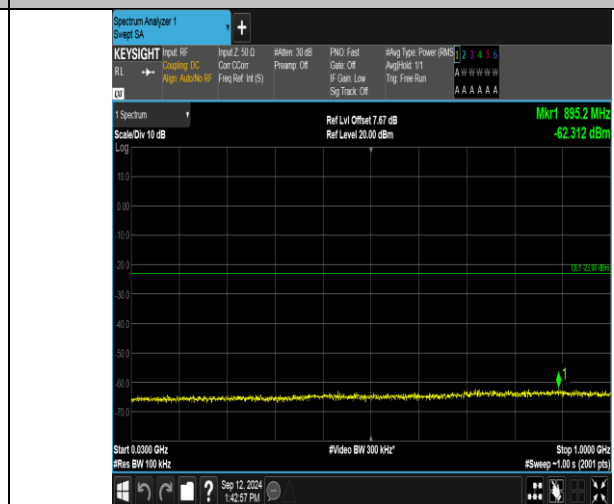 Spectrum Analyzer 1
Swept SA
+
KEYSIGHT Input: RF Input Z: 50 Ω #Atten: 30 dB PNO: Fast #Avg Type: Power (RMS 1 2 3 4 5 6
RL Coupling: DC Corr CCorr Preamp: Off Gate: Off Avg|Hold: 1/1 A W W W W W
Align: Auto/No RF Freq Ref: Int (S) IF Gain: Low Trig: Free Run
LXI Sig Track: Off A A A A A A
1 Spectrum Ref Lvl Offset 7.67 dB Mkr1 895.2 MHz
Scale/Div 10 dB Ref Level 20.00 dBm -62.312 dBm
Log
10.0
0.00
-10.0
-20.0 DL1 -23.00 dBm
-30.0
-40.0
-50.0
-60.0 1
-70.0
Start 0.0300 GHz #Video BW 300 kHz* Stop 1.0000 GHz
#Res BW 100 kHz #Sweep ~1.00 s (2001 pts)
? Sep 12, 2024
1:42:57 PM